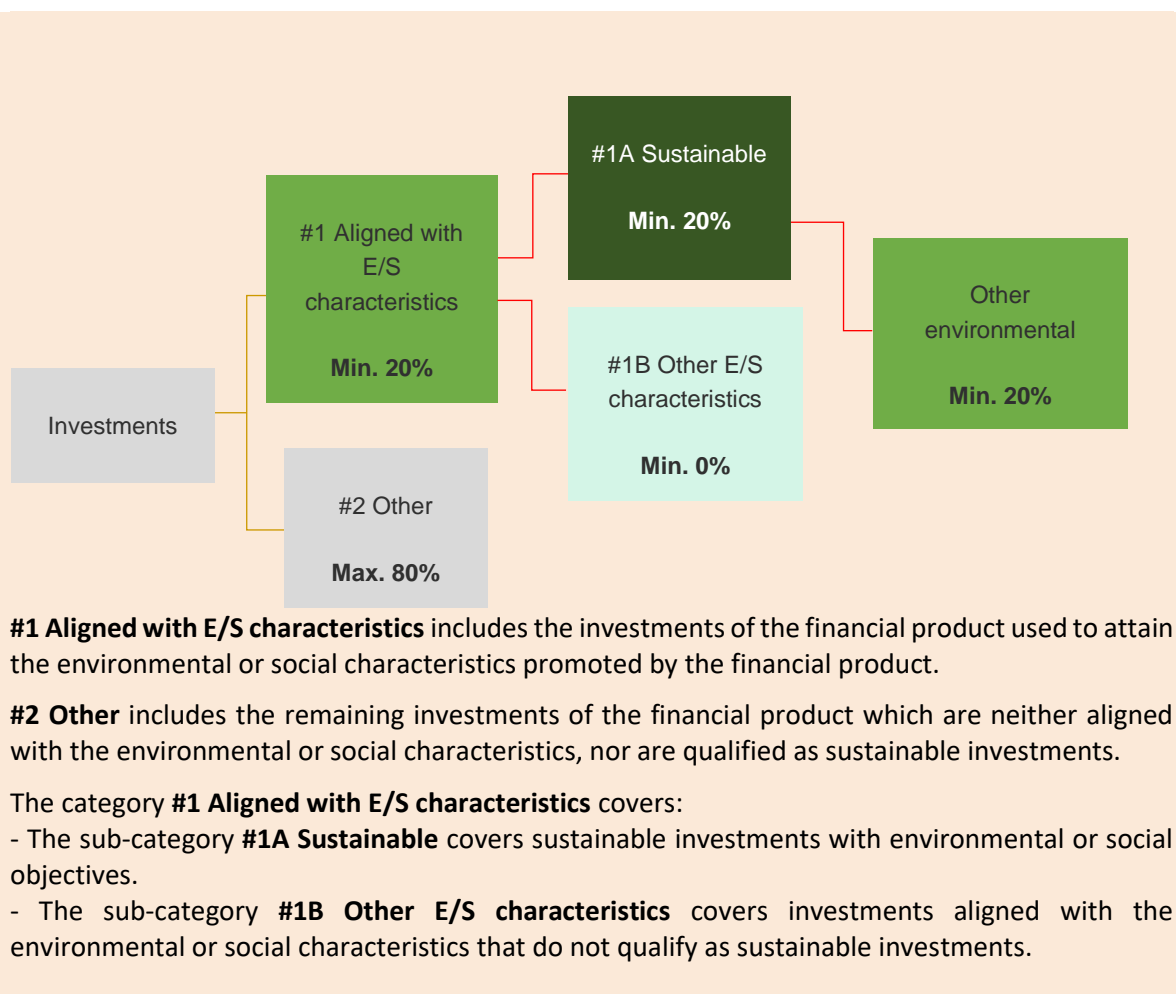 #1A Sustainable
Min. 20%
#1 Aligned with
E/S
characteristics
Min. 20%
Other
environmental
Min. 20%
#1B Other E/S
characteristics
Min. 0%
Investments
#2 Other
Max. 80%
#1 Aligned with E/S characteristics includes the investments of the financial product used to attain
the environmental or social characteristics promoted by the financial product.
#2 Other includes the remaining investments of the financial product which are neither aligned
with the environmental or social characteristics, nor are qualified as sustainable investments.
The category #1 Aligned with E/S characteristics covers:
- The sub-category #1A Sustainable covers sustainable investments with environmental or social
objectives.
- The sub-category #1B Other E/S characteristics covers investments aligned with the
environmental or social characteristics that do not qualify as sustainable investments.